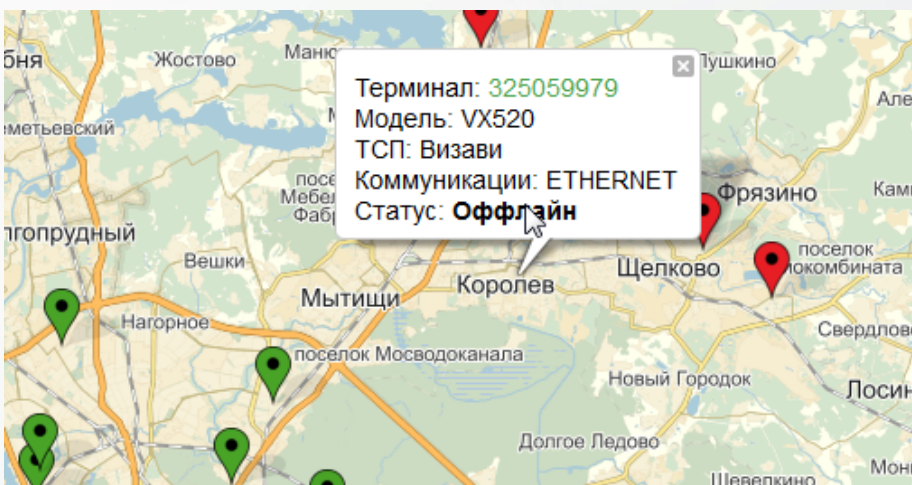 Жостово
Терминал: 325059979
Модель: VX520
ТСП: Визави
Коммуникации: ETHERNET
Статус: Оффлайн
Пушкино
Фрязино
Вешки
Королев
Щелково
поселок
Мытищи
Нагорное
поселок Мосводоканала
Новый Городок
Долгое Ледово